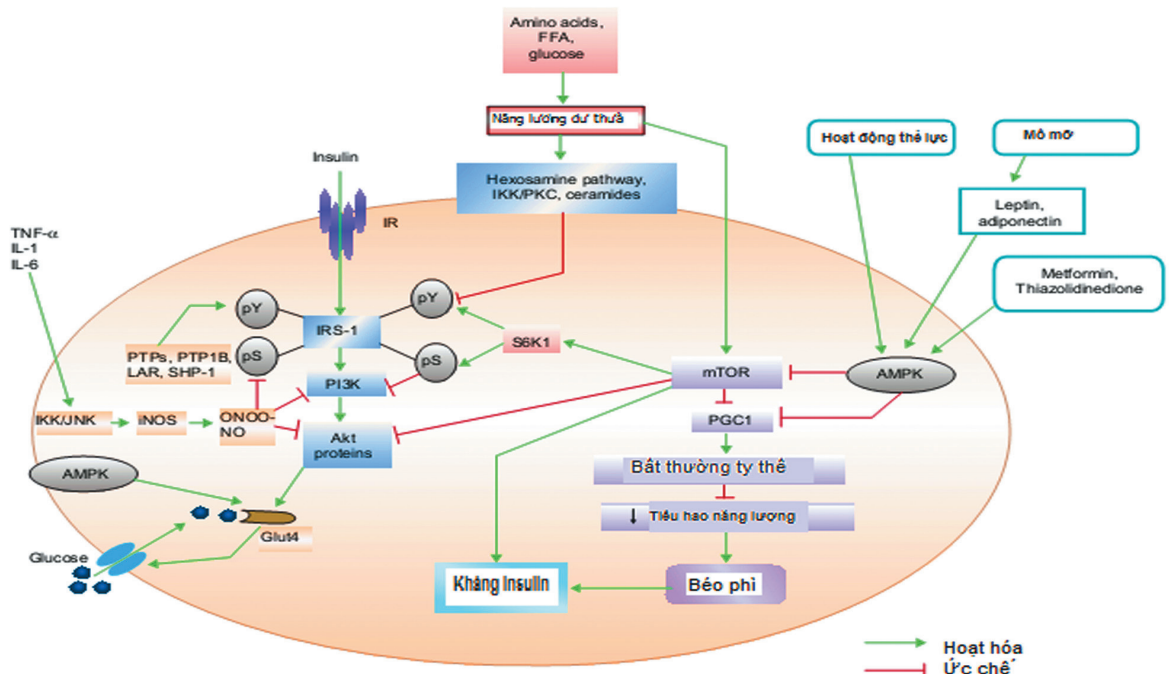 Amino acids,
FFA,
glucose
Năng lương dư thưà
Hoạt động thể lực
Mô mỡ
Insulin
Hexosamine pathway,
IKK/PKC, ceramides
IR
Leptin,
adiponectin
TNF-α
IL-1
IL-6
Metformin,
Thiazolidinedione
pY
pY
IRS-1
S6K1
PTPs, PTP1B,
LAR, SHP-1
pS
pS
PI3K
mTOR
AMPK
IKK/JNK
iNOS
ONOO-
NO
PGC1
Akt
proteins
Bất thường ty thể
AMPK
↓ Tiêu hao năng lượng
Glut4
Glucose
Kháng Insulin
Béo phì
Hoạt hóa
Ức chế